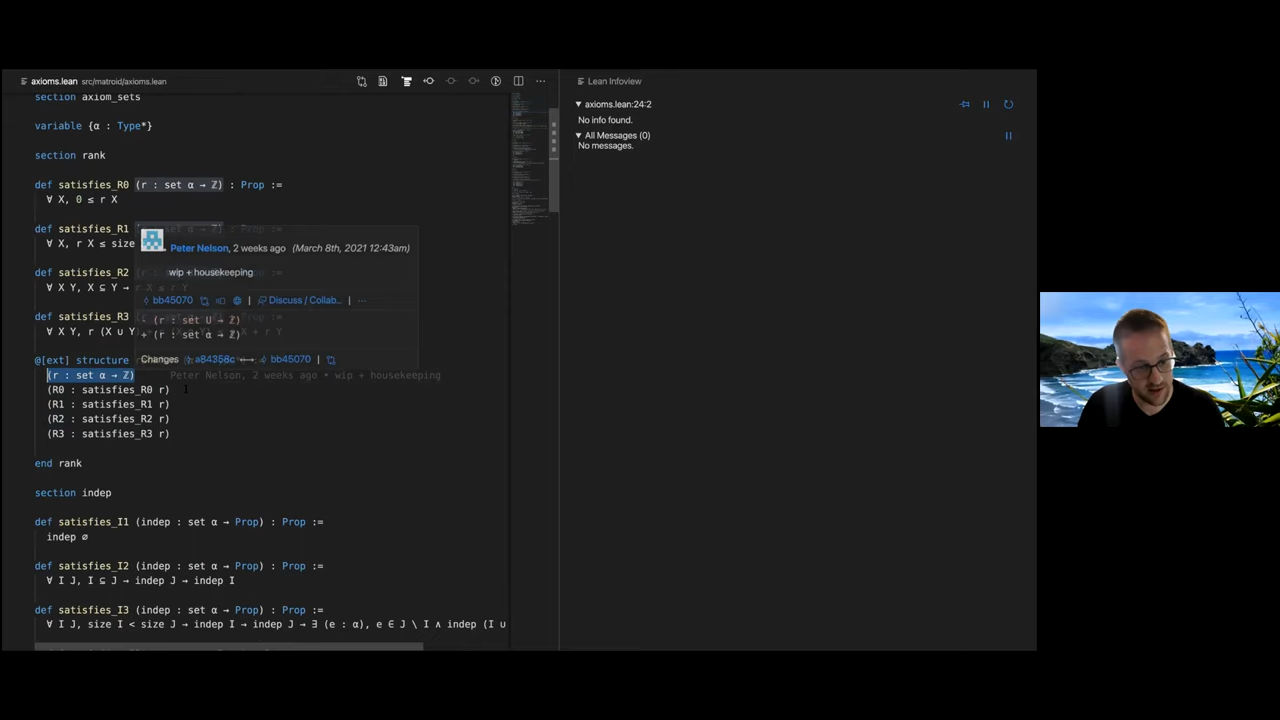 axioms.lean src/matroid/axioms.lean
section axiom_sets
variable {α : Type*}
section rank
def satisfies_R0 (r : set α → ℤ) : Prop :=
∀ X, 0 ≤ r X
def satisfies_R1
∀ X, r X ≤ size
def satisfies_R2
∀ X Y, X ⊆ Y →
def satisfies_R3
∀ X Y, r (X ∪ Y
Peter Nelson, 2 weeks ago (March 8th, 2021 12:43am)
wip + housekeeping
bb45070 | Discuss / Collab... | ...
- (r : set U → ℤ)
+ (r : set α → ℤ)
Changes a84368c ⟷ bb45070 |
@[ext] structure
(r : set α → ℤ) Peter Nelson, 2 weeks ago • wip + housekeeping
(R0 : satisfies_R0 r)
(R1 : satisfies_R1 r)
(R2 : satisfies_R2 r)
(R3 : satisfies_R3 r)
end rank
section indep
def satisfies_I1 (indep : set α → Prop) : Prop :=
indep ∅
def satisfies_I2 (indep : set α → Prop) : Prop :=
∀ I J, I ⊆ J → indep J → indep I
def satisfies_I3 (indep : set α → Prop) : Prop :=
∀ I J, size I < size J → indep I → indep J → ∃ (e : α), e ∈ J \ I ∧ indep (I ∪
Lean Infoview
axioms.lean:24:2
No info found.
All Messages (0)
No messages.